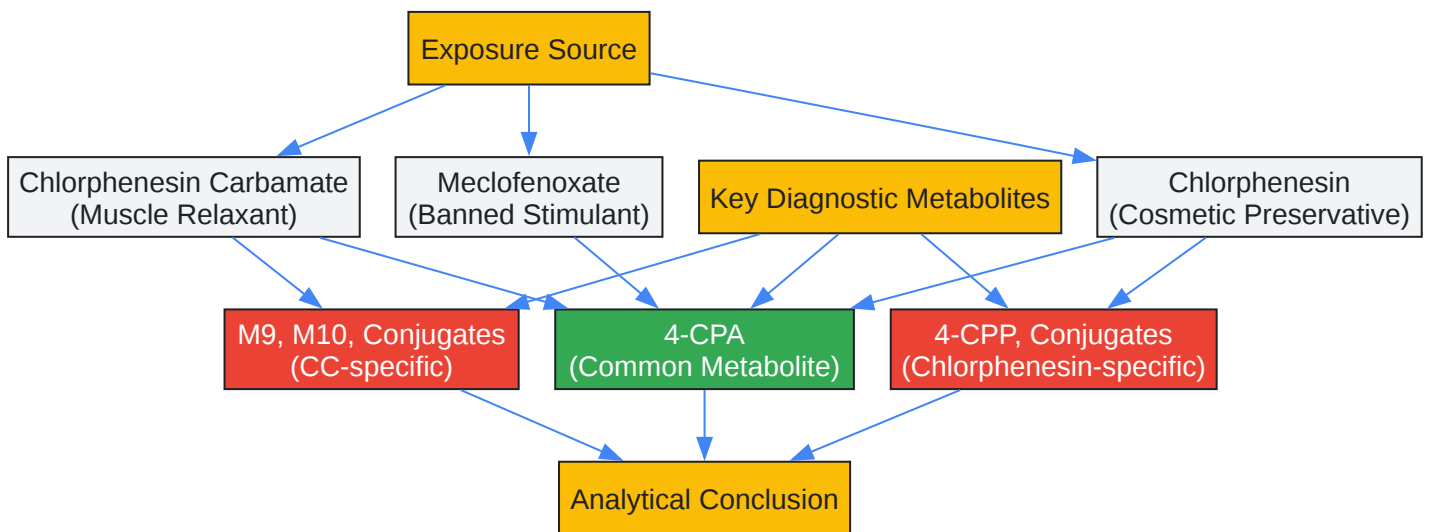 Exposure Source
Chlorphenesin Carbamate
(Muscle Relaxant)
Meclofenoxate
(Banned Stimulant)
Key Diagnostic Metabolites
Chlorphenesin
(Cosmetic Preservative)
M9, M10, Conjugates
(CC-specific)
4-CPA
(Common Metabolite)
4-CPP, Conjugates
(Chlorphenesin-specific)
Analytical Conclusion